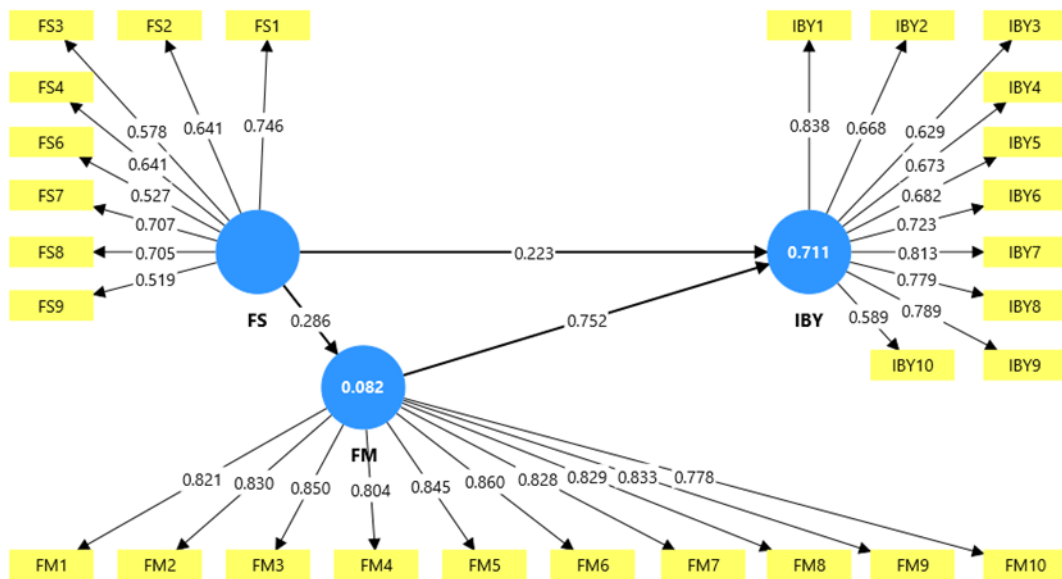 FS3 FS2 FS1 IBY1 IBY2 IBY3
FS4 IBY4
0.578 0.641 0.746 0.838 0.668 0.629
FS6 IBY5
0.641 0.673
0.527 0.682
FS7 IBY6
0.707 0.723
FS8 0.705 0.223 0.711 0.813 IBY7
0.519 0.779
FS9 IBY8
FS 0.286 0.752 IBY 0.589 0.789
IBY10 IBY9
0.082
FM
0.821 0.830 0.850 0.804 0.845 0.860 0.828 0.829 0.833 0.778
FM1 FM2 FM3 FM4 FM5 FM6 FM7 FM8 FM9 FM10